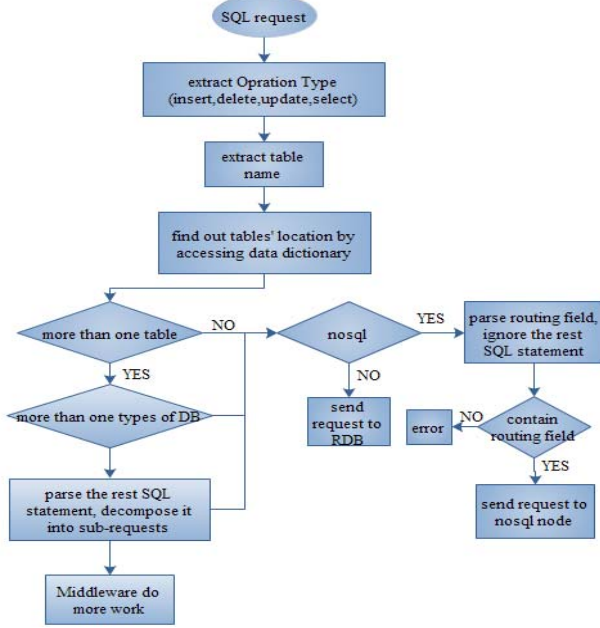 SQL request
extract Opration Type
(insert,delete,update,select)
extract table
name
find out tables' location by
accessing data dictionary
more than one table
NO
nosql
YES
parse routing field,
ignore the rest
SQL statement
YES
NO
more than one types of DB
send
request to
RDB
error
NO
contain
routing field
YES
parse the rest SQL
statement, decompose it
into sub-requests
send request to
nosql node
Middleware do
more work